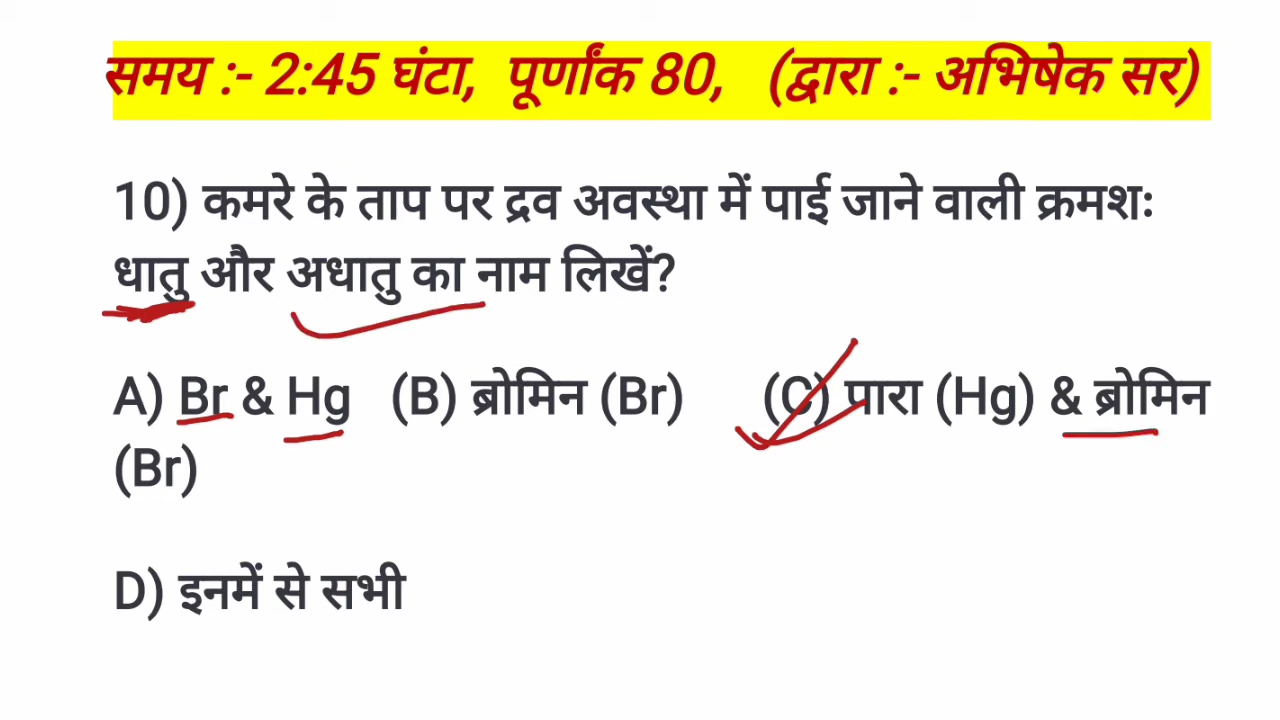 समय :- 2:45 घंटा, पूर्णांक 80, (द्वारा :- अभिषेक सर)
10) कमरे के ताप पर द्रव अवस्था में पाई जाने वाली क्रमशः
धातु और अधातु का नाम लिखें?
A) Br & Hg (B) ब्रोमिन (Br) (C) पारा (Hg) & ब्रोमिन
(Br)
D) इनमें से सभी